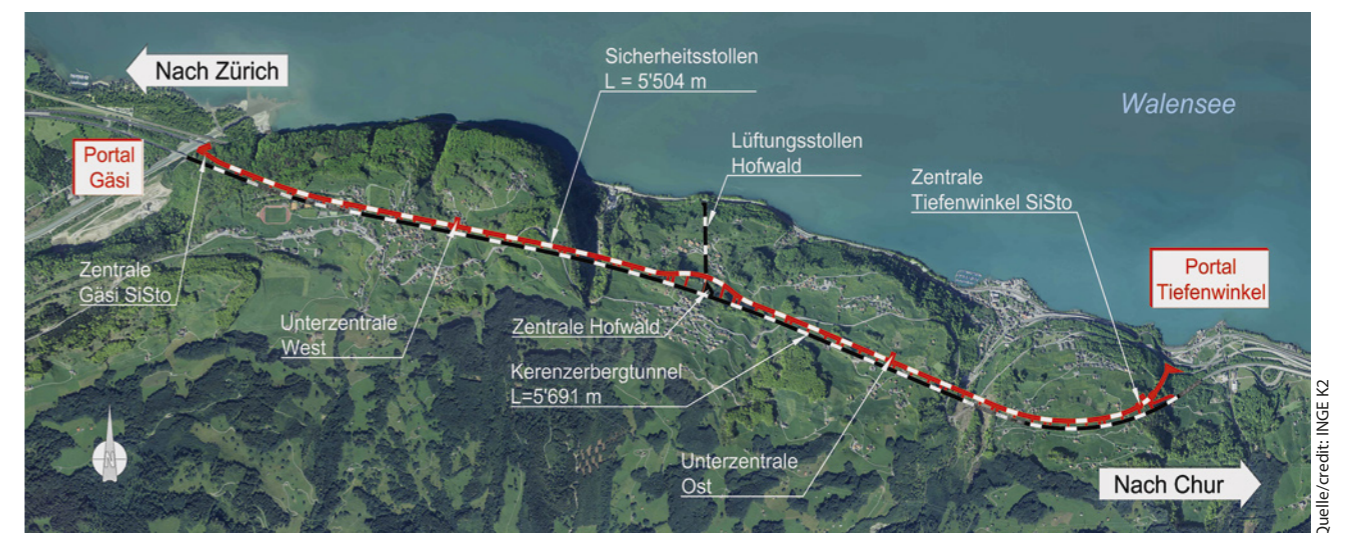 Nach Zürich
Sicherheitsstollen
L = 5'504 m
Walensee
Portal
Gäsi
Lüftungsstollen
Hofwald
Zentrale
Tiefenwinkel SiSto
Zentrale
Gäsi SiSto
Portal
Tiefenwinkel
Unterzentrale
West
Zentrale Hofwald
Kerenzerbergtunnel
L=5'691 m
Unterzentrale
Ost
Nach Chur
N
Quelle/credit: INGE K2